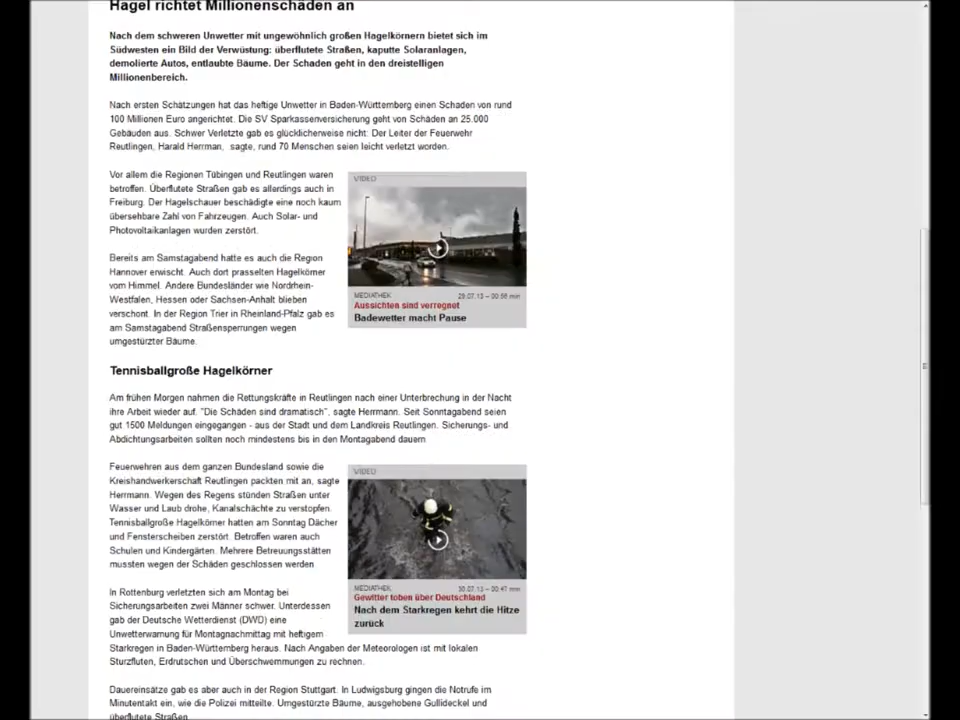 Hagel richtet Millionenschäden an
Nach dem schweren Unwetter mit ungewöhnlich großen Hagelkörnern bietet sich im
Südwesten ein Bild der Verwüstung: überflutete Straßen, kaputte Solaranlagen,
demolierte Autos, entlaubte Bäume. Der Schaden geht in den dreistelligen
Millionenbereich.
Nach ersten Schätzungen hat das heftige Unwetter in Baden-Württemberg einen Schaden von rund
100 Millionen Euro angerichtet. Die SV Sparkassenversicherung geht von Schäden an 25.000
Gebäuden aus. Schwer Verletzte gab es glücklicherweise nicht: Der Leiter der Feuerwehr
Reutlingen, Harald Herrman, sagte, rund 70 Menschen seien leicht verletzt worden.
Vor allem die Regionen Tübingen und Reutlingen waren
betroffen. Überflutete Straßen gab es allerdings auch in
Freiburg. Der Hagelschauer beschädigte eine noch kaum
übersehbare Zahl von Fahrzeugen. Auch Solar- und
Photovoltaikanlagen wurden zerstört.
VIDEO
MEDIATHEK 29.07.13 – 00:56 min
Aussichten sind verregnet
Badewetter macht Pause
Bereits am Samstagabend hatte es auch die Region
Hannover erwischt. Auch dort prasselten Hagelkörner
vom Himmel. Andere Bundesländer wie Nordrhein-
Westfalen, Hessen oder Sachsen-Anhalt blieben
verschont. In der Region Trier in Rheinland-Pfalz gab es
am Samstagabend Straßensperrungen wegen
umgestürzter Bäume.
Tennisballgroße Hagelkörner
Am frühen Morgen nahmen die Rettungskräfte in Reutlingen nach einer Unterbrechung in der Nacht
ihre Arbeit wieder auf. "Die Schäden sind dramatisch", sagte Herrmann. Seit Sonntagabend seien
gut 1500 Meldungen eingegangen - aus der Stadt und dem Landkreis Reutlingen. Sicherungs- und
Abdichtungsarbeiten sollten noch mindestens bis in den Montagabend dauern
Feuerwehren aus dem ganzen Bundesland sowie die
Kreishandwerkerschaft Reutlingen packten mit an, sagte
Herrmann. Wegen des Regens stünden Straßen unter
Wasser und Laub drohe, Kanalschächte zu verstopfen.
Tennisballgroße Hagelkörner hatten am Sonntag Dächer
und Fensterscheiben zerstört. Betroffen waren auch
Schulen und Kindergärten. Mehrere Betreuungsstätten
mussten wegen der Schäden geschlossen werden
VIDEO
MEDIATHEK 30.07.13 – 00:47 min
Gewitter toben über Deutschland
Nach dem Starkregen kehrt die Hitze
zurück
In Rottenburg verletzten sich am Montag bei
Sicherungsarbeiten zwei Männer schwer. Unterdessen
gab der Deutsche Wetterdienst (DWD) eine
Unwetterwarnung für Montagnachmittag mit heftigem
Starkregen in Baden-Württemberg heraus. Nach Angaben der Meteorologen ist mit lokalen
Sturzfluten, Erdrutschen und Überschwemmungen zu rechnen.
Dauereinsätze gab es aber auch in der Region Stuttgart. In Ludwigsburg gingen die Notrufe im
Minutentakt ein, wie die Polizei mitteilte. Umgestürzte Bäume, ausgehobene Gullideckel und
überflutete Straßen